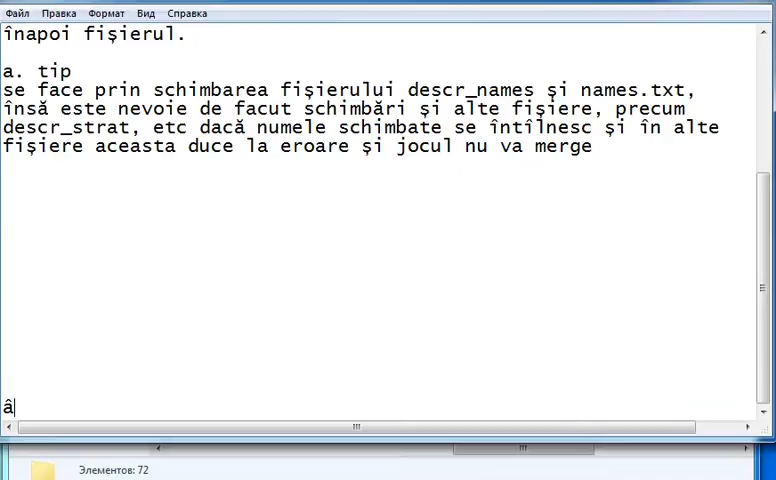 Файл Правка Формат Вид Справка
înapoi fișierul.
a. tip
se face prin schimbarea fișierului descr_names și names.txt,
însă este nevoie de facut schimbări și alte fișiere, precum
descr_strat, etc dacă numele schimbate se întîlnesc și în alte
fișiere aceasta duce la eroare și jocul nu va merge
â
Элементов: 72